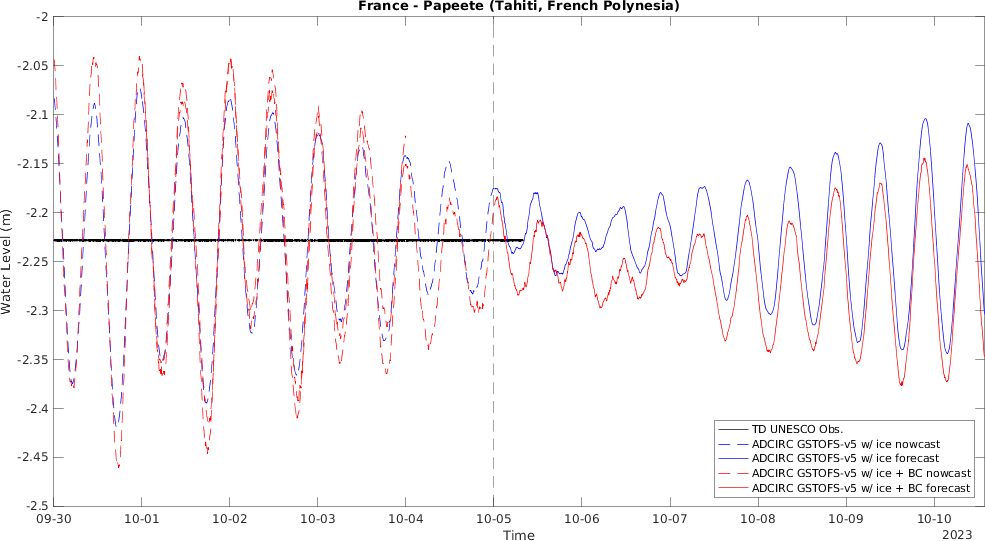 France - Papeete (Tahiti, French Polynesia)
-2
-2.05
-2.1
-2.15
-2.2
-2.25
-2.3
-2.35
-2.4
-2.45
-2.5
Water Level (m)
TD UNESCO Obs.
ADCIRC GSTOFS-v5 w/ ice nowcast
ADCIRC GSTOFS-v5 w/ ice forecast
ADCIRC GSTOFS-v5 w/ ice + BC nowcast
ADCIRC GSTOFS-v5 w/ ice + BC forecast
09-30 10-01 10-02 10-03 10-04 10-05 10-06 10-07 10-08 10-09 10-10
Time
2023